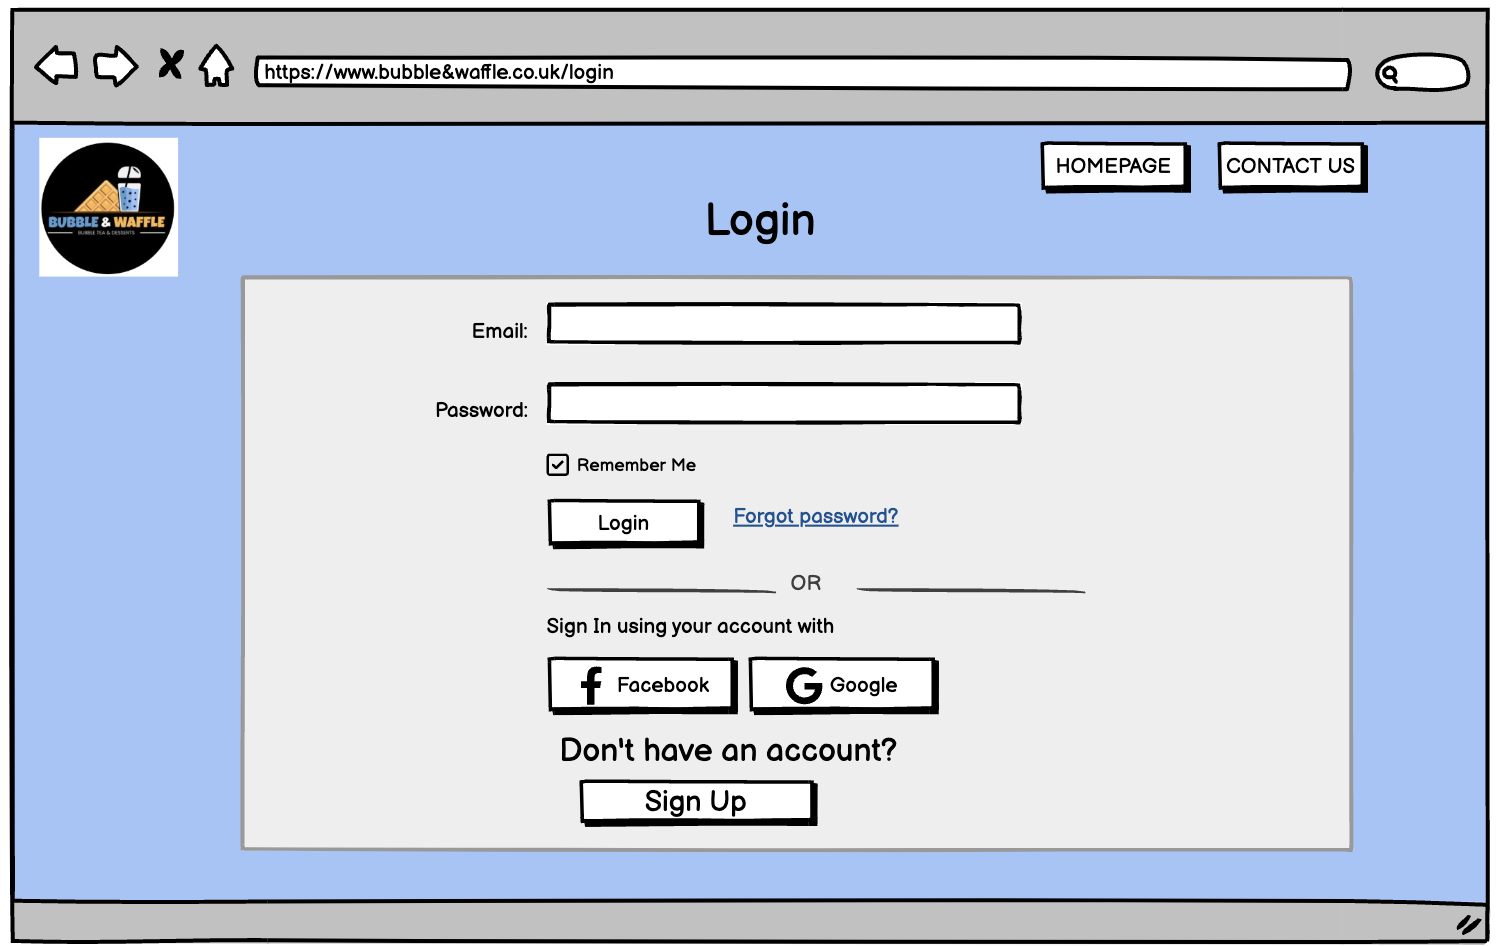 https://www.bubble&waffle.co.uk/login
HOMEPAGE
CONTACT US
BUBBLE & WAFFLE
BUBBLE TEA & DESSERTS
Login
Email:
Password:
Remember Me
Login
Forgot password?
OR
Sign In using your account with
Facebook
Google
Don't have an account?
Sign Up